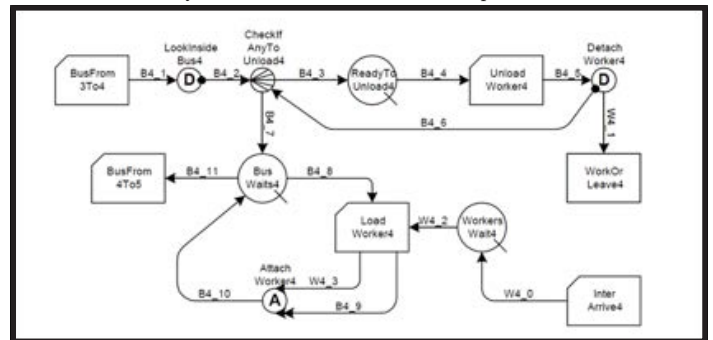 CheckIf
LookInside
AnyTo
Detach
Bus4
Unload4
Worker4
BusFrom
3To4
B4_1
D
B4_2
B4_3
ReadyTo
Unload4
B4_4
Unload
Worker4
B4_5
D
B4_6
B4_7
W4_1
BusFrom
4To5
B4_11
Bus
Waits4
B4_8
WorkOr
Leave4
Load
Worker4
W4_2
Workers
Wait4
Attach
Worker4
W4_3
B4_10
A
B4_9
W4_0
Inter
Arrive4